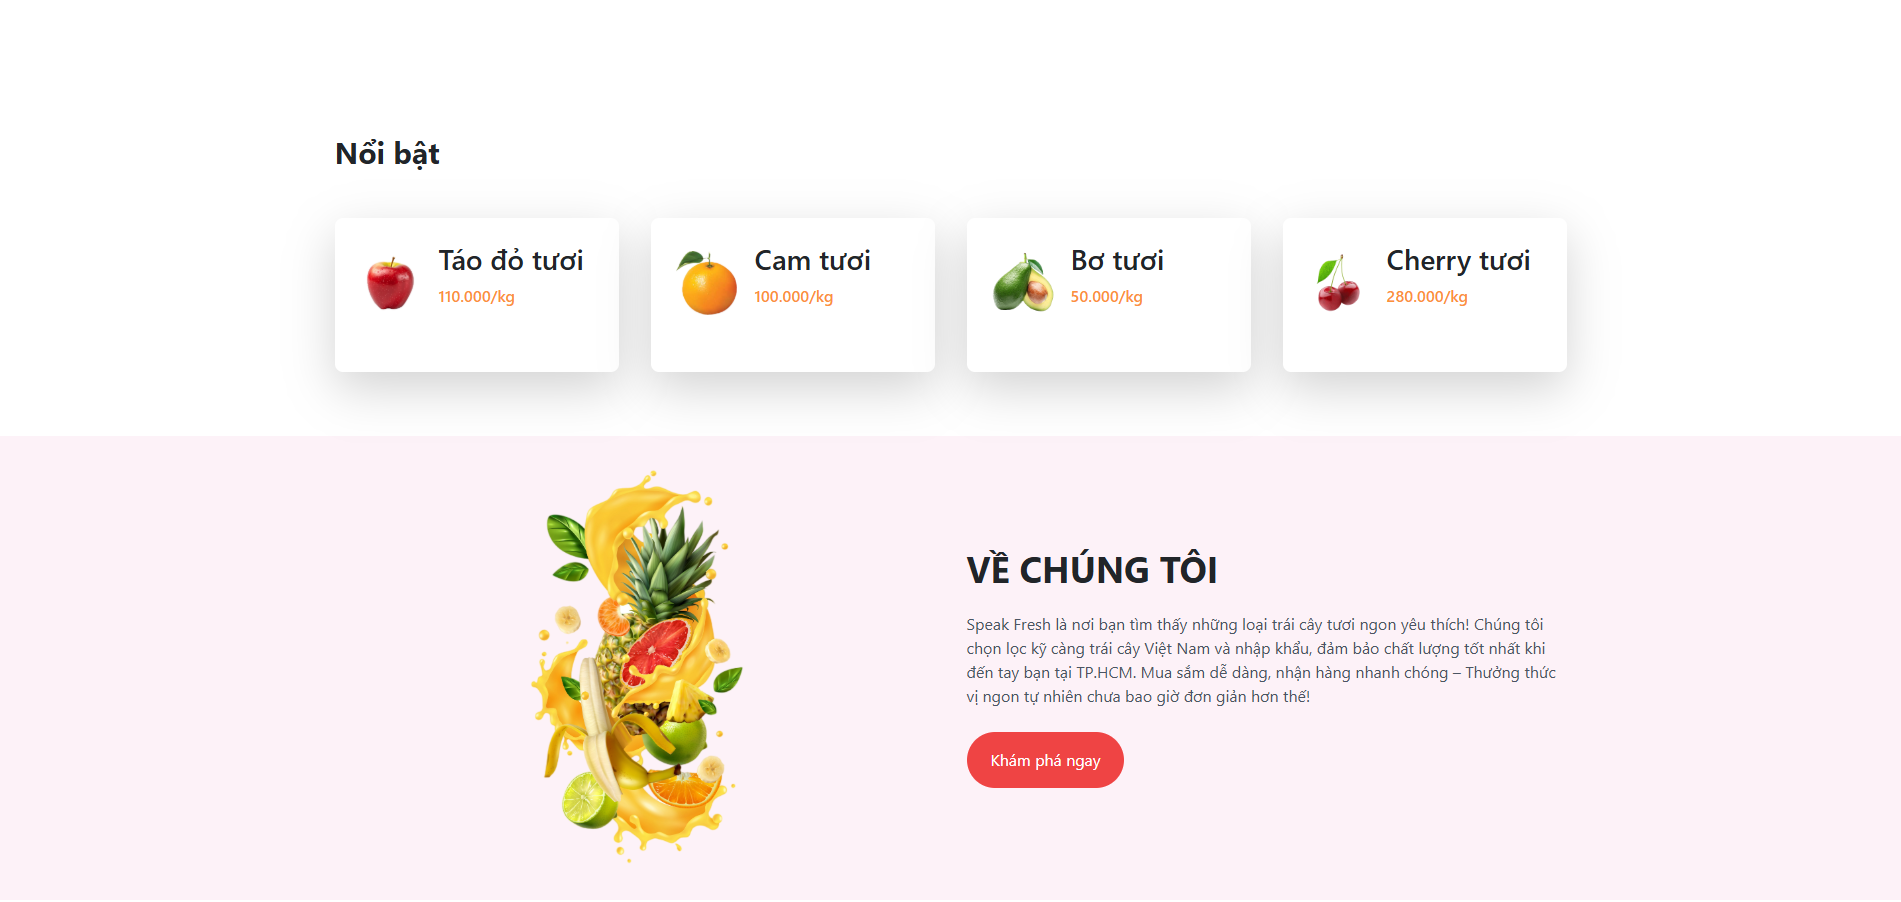 Nổi bật
Táo đỏ tươi
110.000/kg
Cam tươi
100.000/kg
Bơ tươi
50.000/kg
Cherry tươi
280.000/kg
VỀ CHÚNG TÔI
Speak Fresh là nơi bạn tìm thấy những loại trái cây tươi ngon yêu thích! Chúng tôi
chọn lọc kỹ càng trái cây Việt Nam và nhập khẩu, đảm bảo chất lượng tốt nhất khi
đến tay bạn tại TP.HCM. Mua sắm dễ dàng, nhận hàng nhanh chóng – Thưởng thức
vị ngon tự nhiên chưa bao giờ đơn giản hơn thế!
Khám phá ngay